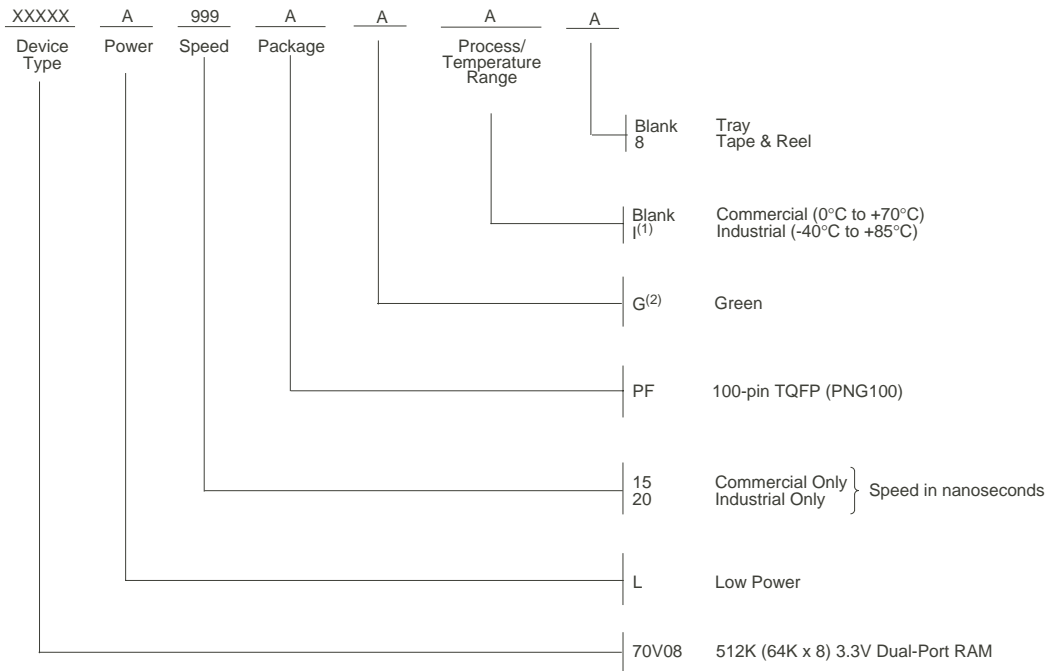 XXXXX A 999 A A A A
Device Type Power Speed Package Process/ Temperature Range
Blank Tray
8 Tape & Reel
Blank Commercial (0°C to +70°C)
I(1) Industrial (-40°C to +85°C)
G(2) Green
PF 100-pin TQFP (PNG100)
15 Commercial Only
20 Industrial Only
Speed in nanoseconds
L Low Power
70V08 512K (64K x 8) 3.3V Dual-Port RAM